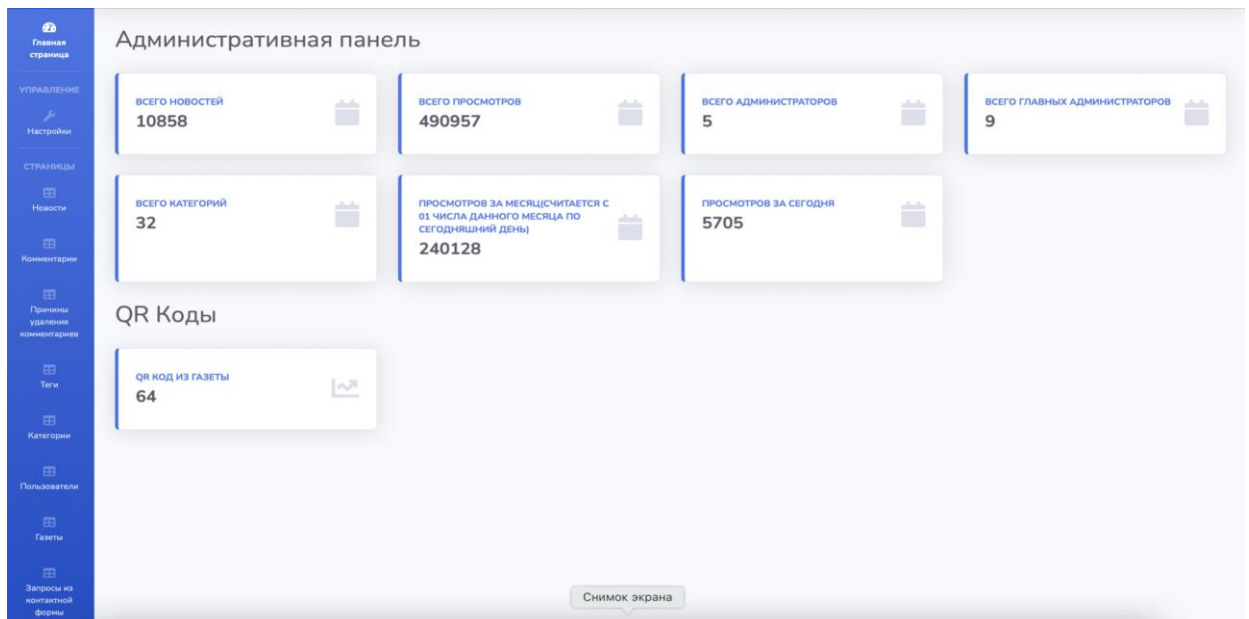 Главная
страница
УПРАВЛЕНИЕ
Настройки
СТРАНИЦЫ
Новости
Комментарии
Причины
удаления
комментариев
Теги
Категории
Пользователи
Газеты
Запросы из
контактной
формы
Административная панель
ВСЕГО НОВОСТЕЙ
10858
ВСЕГО ПРОСМОТРОВ
490957
ВСЕГО АДМИНИСТРАТОРОВ
5
ВСЕГО ГЛАВНЫХ АДМИНИСТРАТОРОВ
9
ВСЕГО КАТЕГОРИЙ
32
ПРОСМОТРОВ ЗА МЕСЯЦ(СЧИТАЕТСЯ С
01 ЧИСЛА ДАННОГО МЕСЯЦА ПО
СЕГОДНЯШНИЙ ДЕНЬ)
240128
ПРОСМОТРОВ ЗА СЕГОДНЯ
5705
QR Коды
QR КОД ИЗ ГАЗЕТЫ
64
Снимок экрана